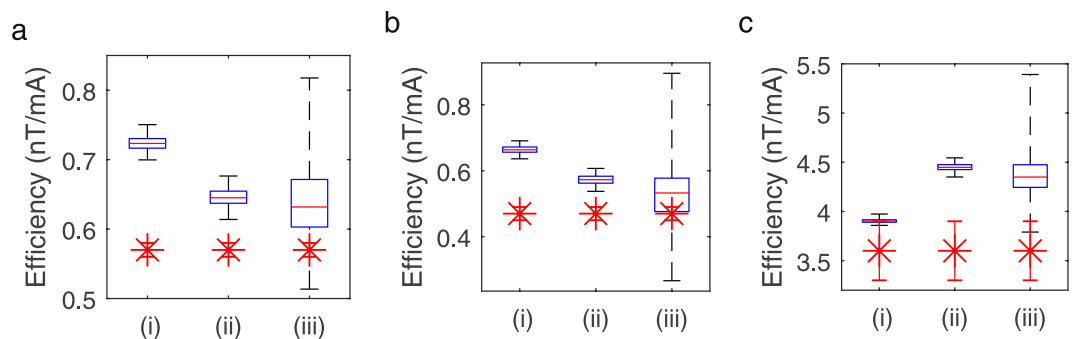 a
Efficiency (nT/mA)
0.8
0.7
0.6
0.5
(i)
(ii)
(iii)
b
Efficiency (nT/mA)
0.8
0.6
0.4
(i)
(ii)
(iii)
c
Efficiency (nT/mA)
5.5
5
4.5
4
3.5
(i)
(ii)
(iii)